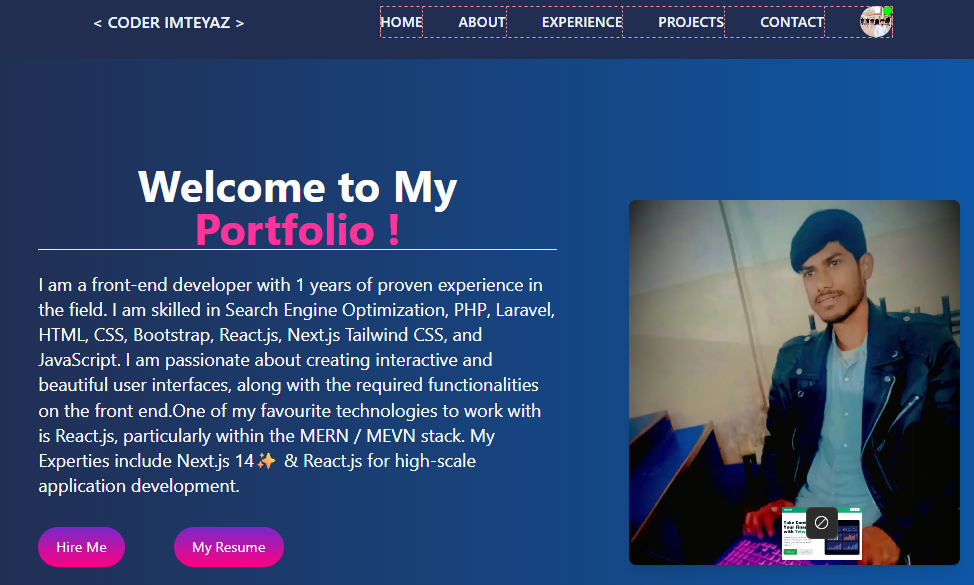 < CODER IMTEYAZ >
HOME ABOUT EXPERIENCE PROJECTS CONTACT
Welcome to My
Portfolio !
I am a front-end developer with 1 years of proven experience in
the field. I am skilled in Search Engine Optimization, PHP, Laravel,
HTML, CSS, Bootstrap, React.js, Next.js Tailwind CSS, and
JavaScript. I am passionate about creating interactive and
beautiful user interfaces, along with the required functionalities
on the front end.One of my favourite technologies to work with
is React.js, particularly within the MERN / MEVN stack. My
Experties include Next.js 14✨ & React.js for high-scale
application development.
Hire Me My Resume